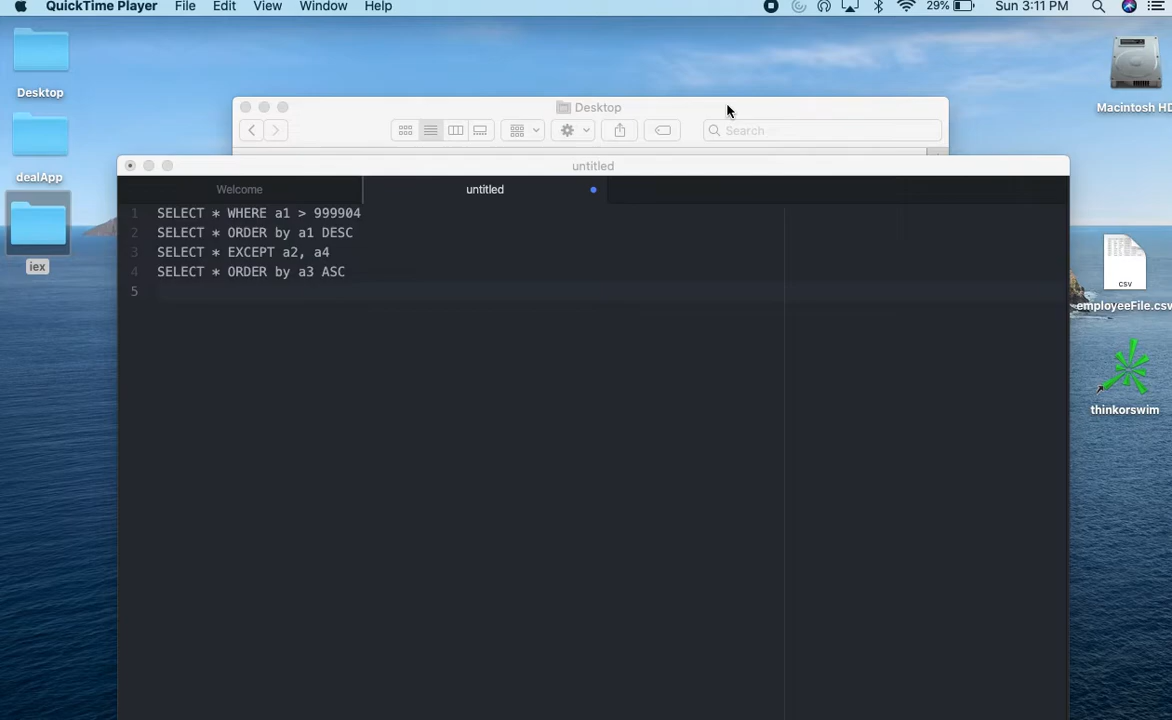 QuickTime Player File Edit View Window Help 29% Sun 3:11 PM
Desktop
dealApp
iex
Desktop
Search
untitled
Welcome untitled
1 SELECT * WHERE a1 > 999904
2 SELECT * ORDER by a1 DESC
3 SELECT * EXCEPT a2, a4
4 SELECT * ORDER by a3 ASC
5
Macintosh HD
csv
employeeFile.csv
thinkorswim